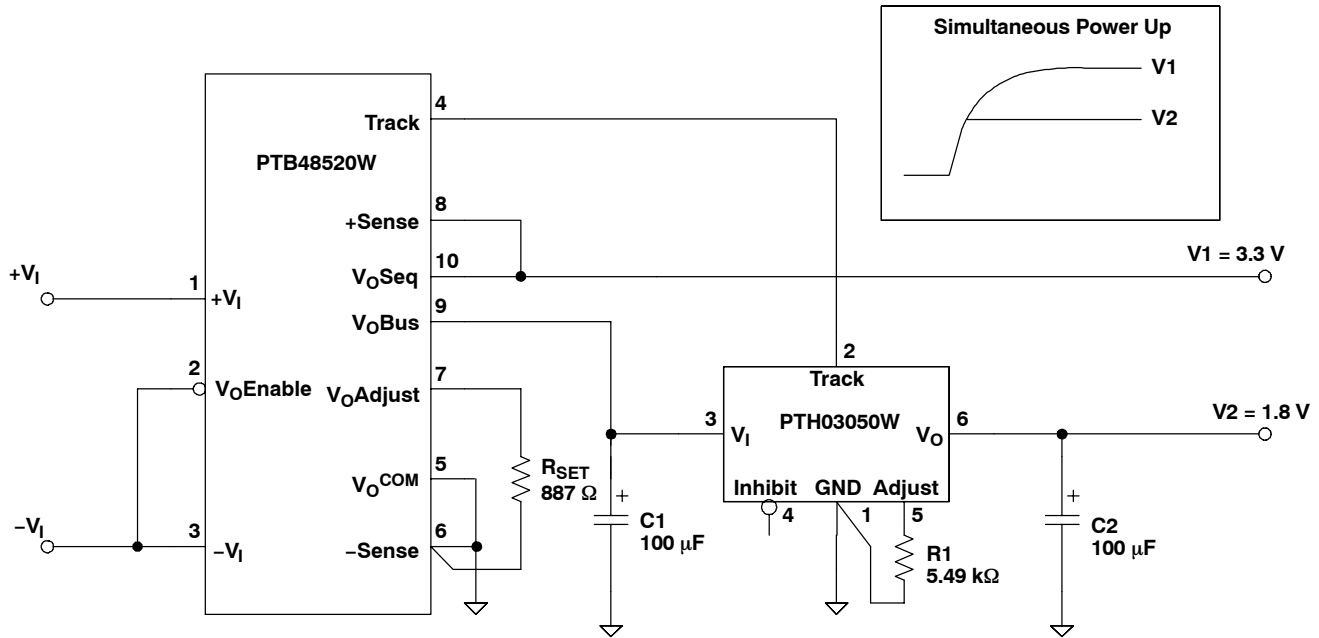 Simultaneous Power Up
V1
V2
4
Track
PTB48520W
8
+Sense
10
VOSeq
V1 = 3.3 V
+VI
1
+VI
9
VOBus
2
VOEnable
7
VOAdjust
2
Track
PTH03050W
3
VI
6
VO
V2 = 1.8 V
Inhibit
GND
Adjust
4
1
5
5
VOCOM
RSET
887 Ω
−VI
3
−VI
6
−Sense
+
C1
100 μF
R1
5.49 kΩ
+
C2
100 μF